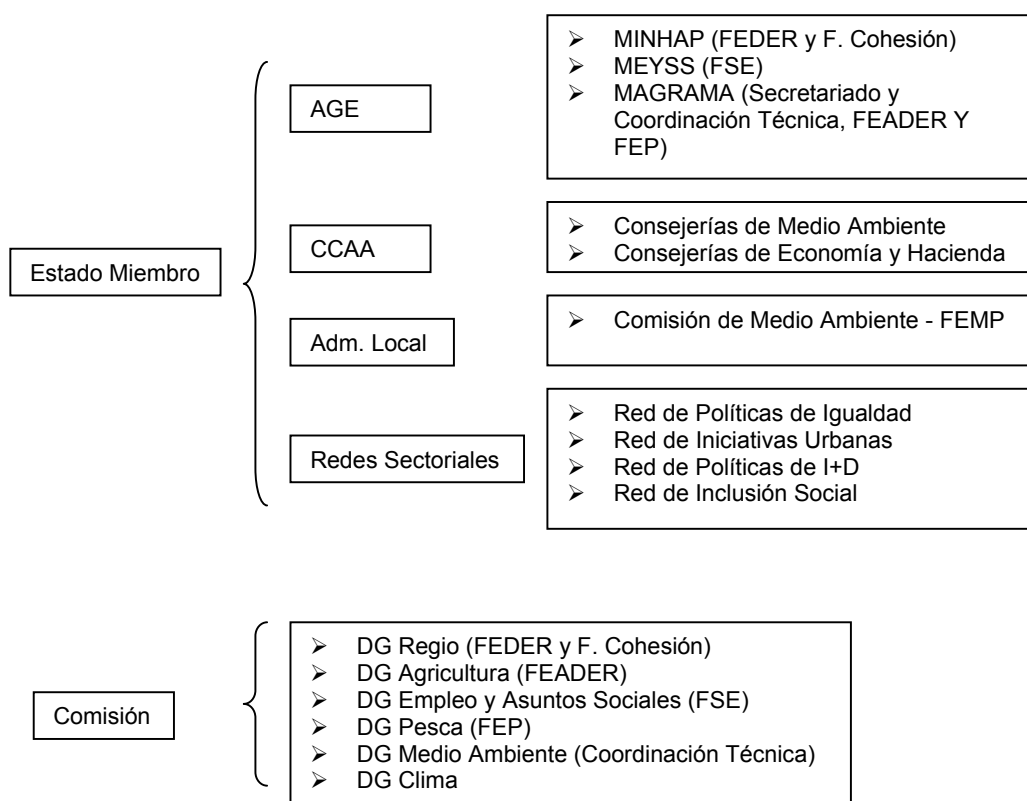 Estado Miembro
AGE
➢ MINHAP (FEDER y F. Cohesión)
➢ MEYSS (FSE)
➢ MAGRAMA (Secretariado y
Coordinación Técnica, FEADER Y
FEP)
CCAA
➢ Consejerías de Medio Ambiente
➢ Consejerías de Economía y Hacienda
Adm. Local
➢ Comisión de Medio Ambiente - FEMP
Redes Sectoriales
➢ Red de Políticas de Igualdad
➢ Red de Iniciativas Urbanas
➢ Red de Políticas de I+D
➢ Red de Inclusión Social
Comisión
➢ DG Regio (FEDER y F. Cohesión)
➢ DG Agricultura (FEADER)
➢ DG Empleo y Asuntos Sociales (FSE)
➢ DG Pesca (FEP)
➢ DG Medio Ambiente (Coordinación Técnica)
➢ DG Clima